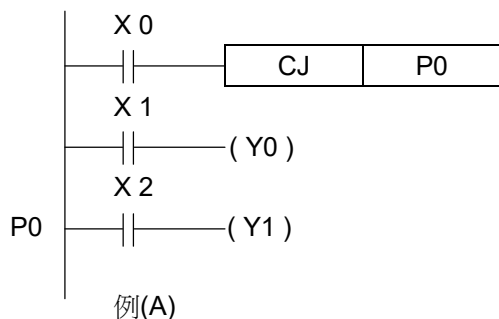 X 0
CJ P0
X 1
( Y0 )
X 2
P0 ( Y1 )
例(A)